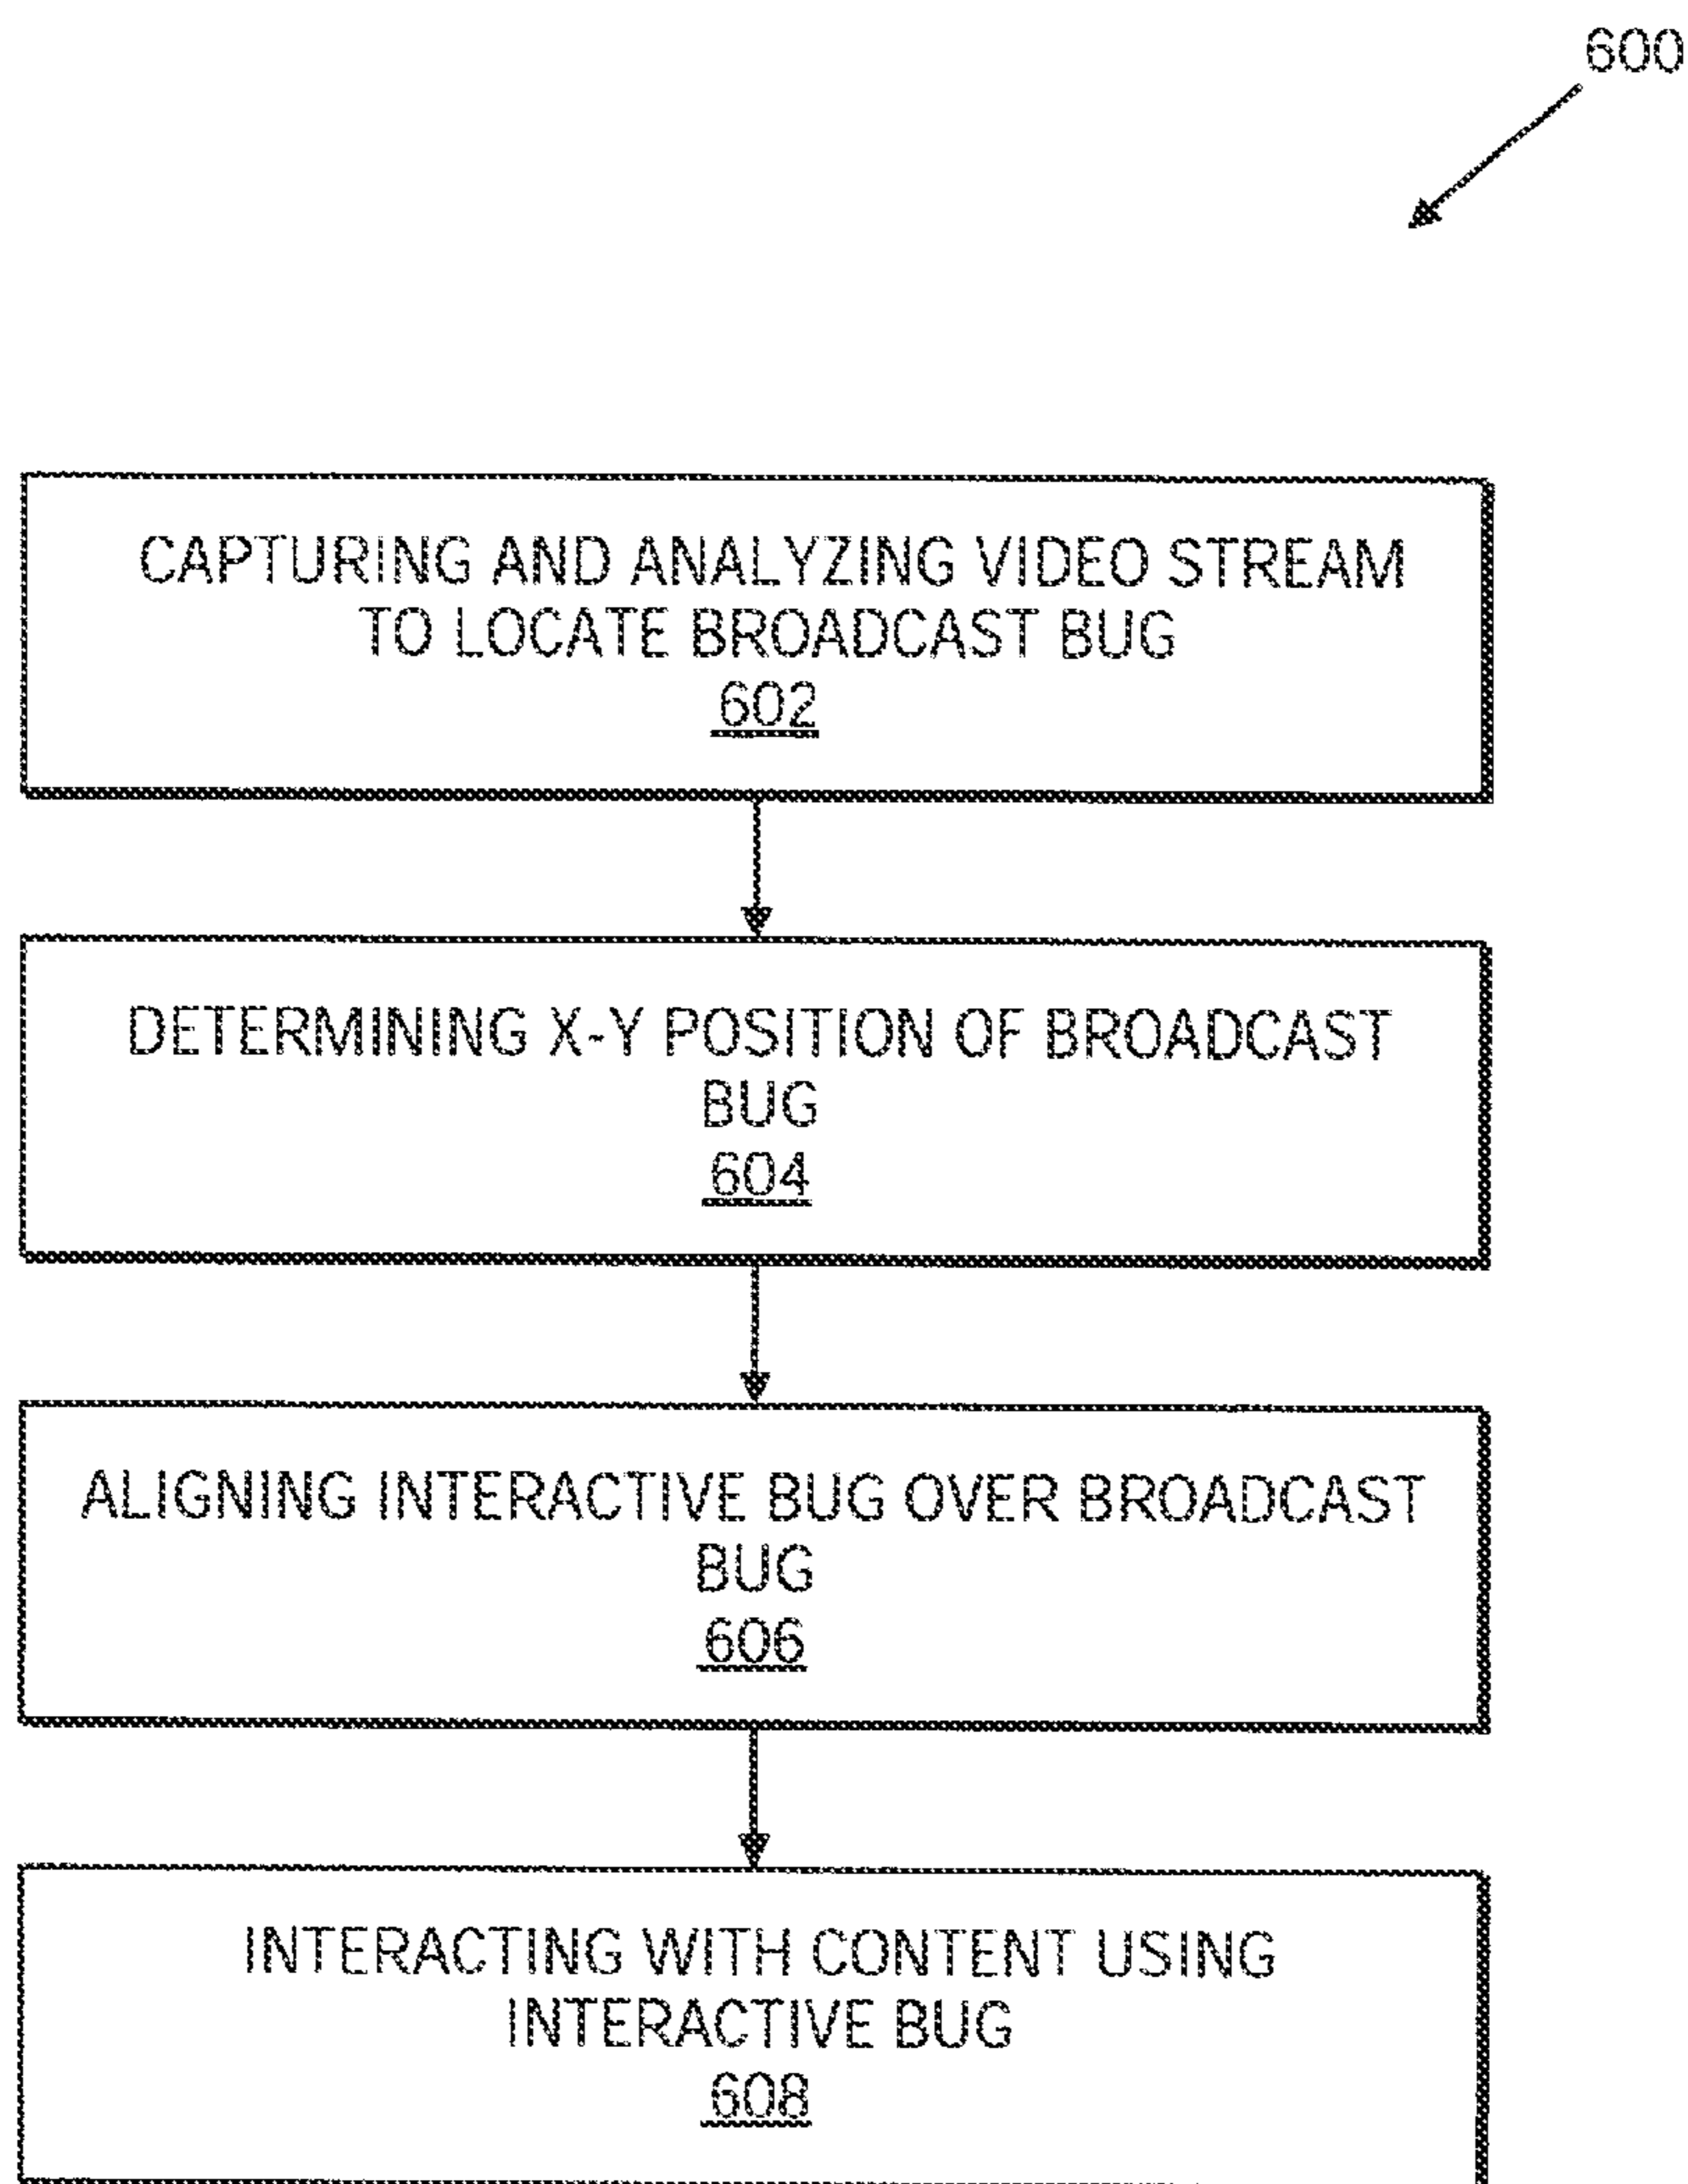 600
CAPTURING AND ANALYZING VIDEO STREAM
TO LOCATE BROADCAST BUG
602
DETERMINING X-Y POSITION OF BROADCAST
BUG
604
ALIGNING INTERACTIVE BUG OVER BROADCAST
BUG
606
INTERACTING WITH CONTENT USING
INTERACTIVE BUG
608